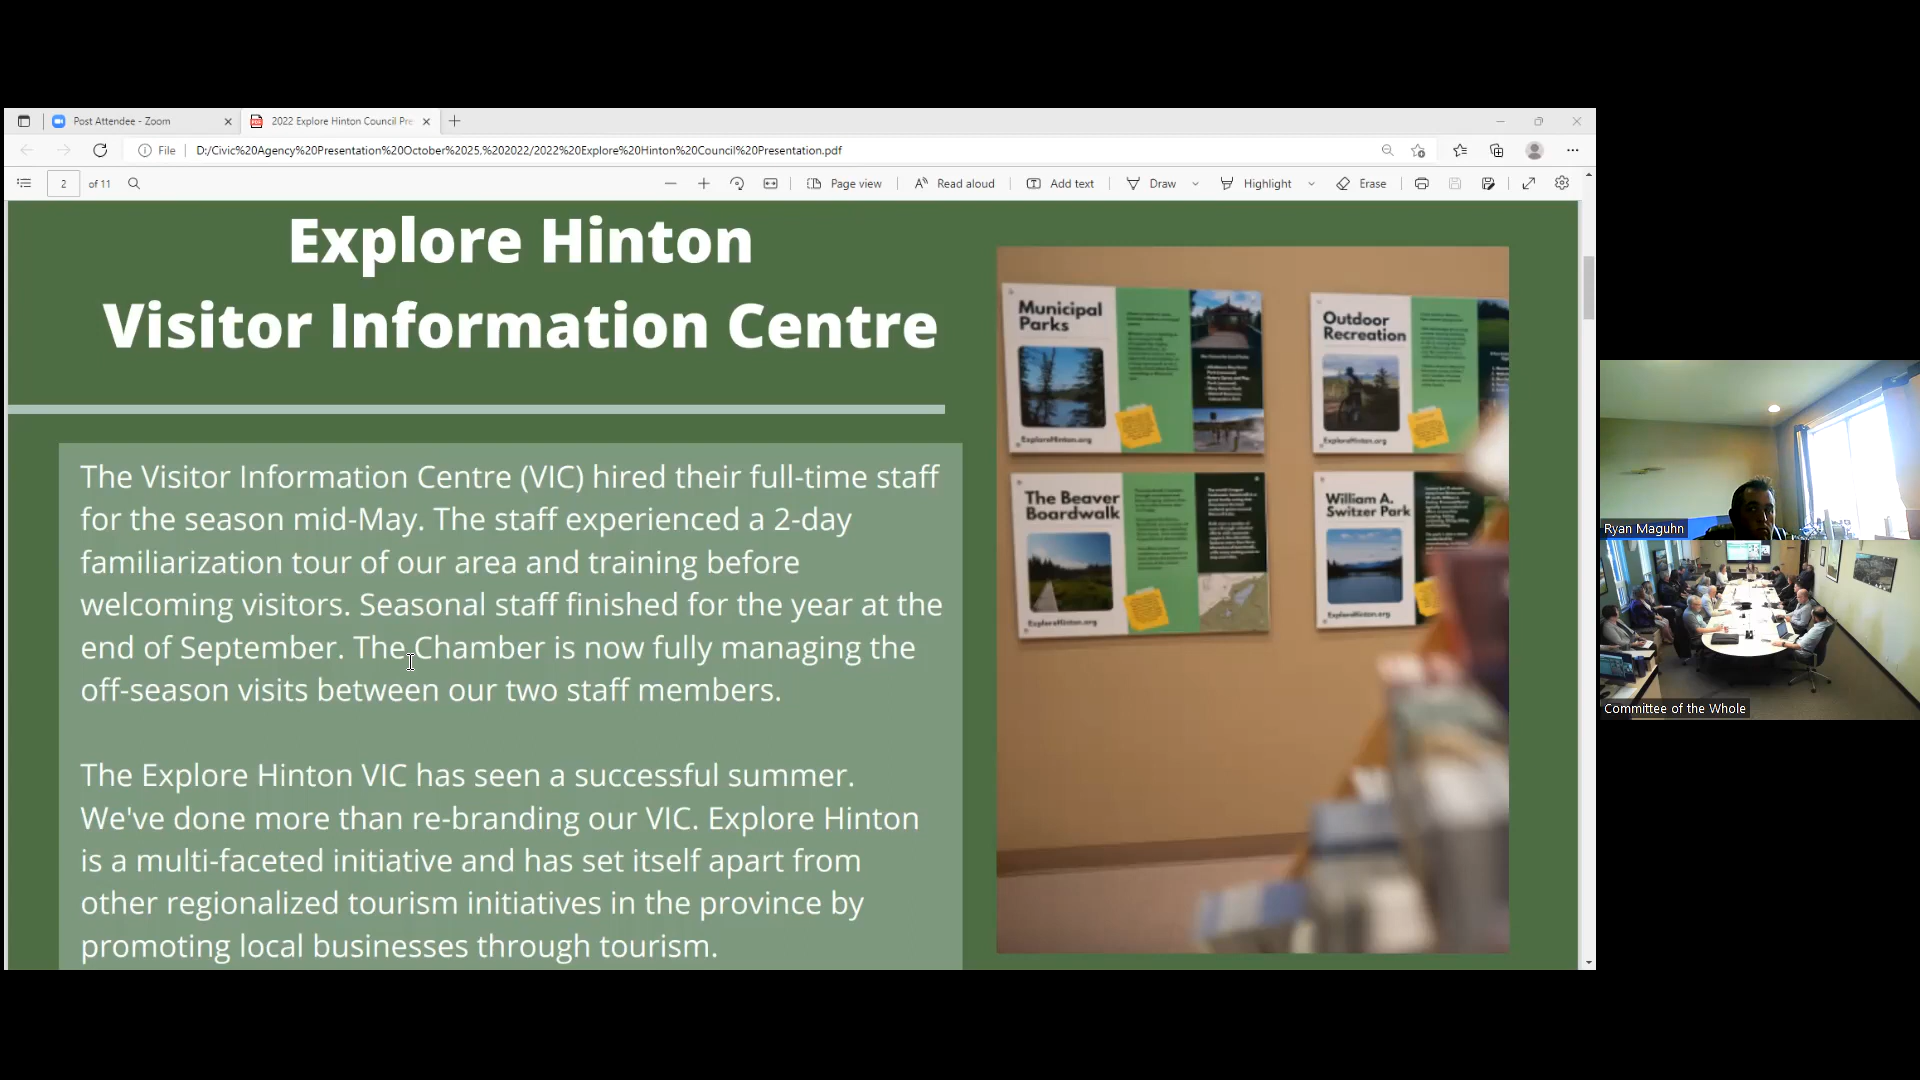 Post Attendee - Zoom
2022 Explore Hinton Council Pre
File
D:/Civic%20Agency%20Presentation%20October%2025,%202022/2022%20Explore%20Hinton%20Council%20Presentation.pdf
2
of 11
Page view
Read aloud
Add text
Draw
Highlight
Erase
Explore Hinton
Visitor Information Centre
The Visitor Information Centre (VIC) hired their full-time staff
for the season mid-May. The staff experienced a 2-day
familiarization tour of our area and training before
welcoming visitors. Seasonal staff finished for the year at the
end of September. The Chamber is now fully managing the
off-season visits between our two staff members.
The Explore Hinton VIC has seen a successful summer.
We've done more than re-branding our VIC. Explore Hinton
is a multi-faceted initiative and has set itself apart from
other regionalized tourism initiatives in the province by
promoting local businesses through tourism.
Municipal
Parks
ExploreHinton.org
Outdoor
Recreation
ExploreHinton.org
The Beaver
Boardwalk
ExploreHinton.org
William A.
Switzer Park
ExploreHinton.org
Ryan Maguhn
Committee of the Whole